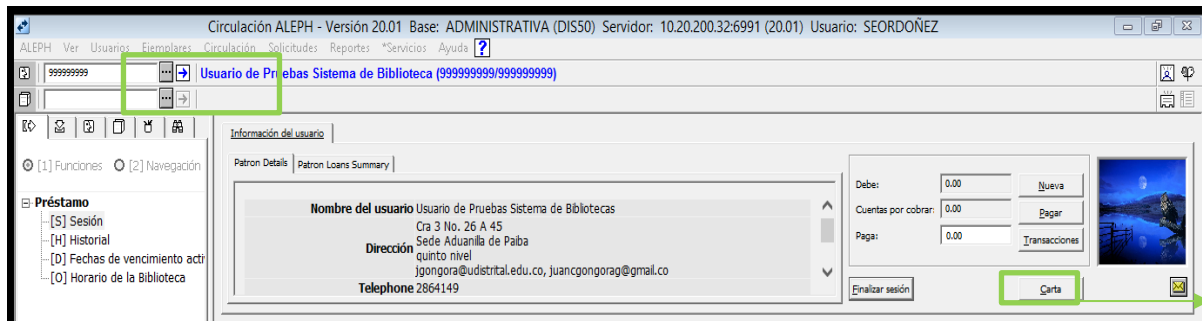 Circulación ALEPH - Versión 20.01 Base: ADMINISTRATIVA (DIS50) Servidor: 10.20.200.32:6991 (20.01) Usuario: SEORDOÑEZ
ALEPH Ver Usuarios Ejemplares Circulación Solicitudes Reportes *Servicios Ayuda ?
999999999 ... Usuario de Pruebas Sistema de Biblioteca (999999999/999999999)
...
Información del usuario
[1] Funciones [2] Navegación
Patron Details Patron Loans Summary
Préstamo
[S] Sesión
[H] Historial
[D] Fechas de vencimiento acti
[O] Horario de la Biblioteca
Nombre del usuario Usuario de Pruebas Sistema de Bibliotecas
Dirección Cra 3 No. 26 A 45
Sede Aduanilla de Paiba
quinto nivel
jgongora@udistrital.edu.co, juancgongorag@gmail.co
Telephone 2864149
Debe: 0.00 Nueva
Cuentas por cobrar: 0.00 Pagar
Paga: 0.00 Transacciones
Finalizar sesión Carta